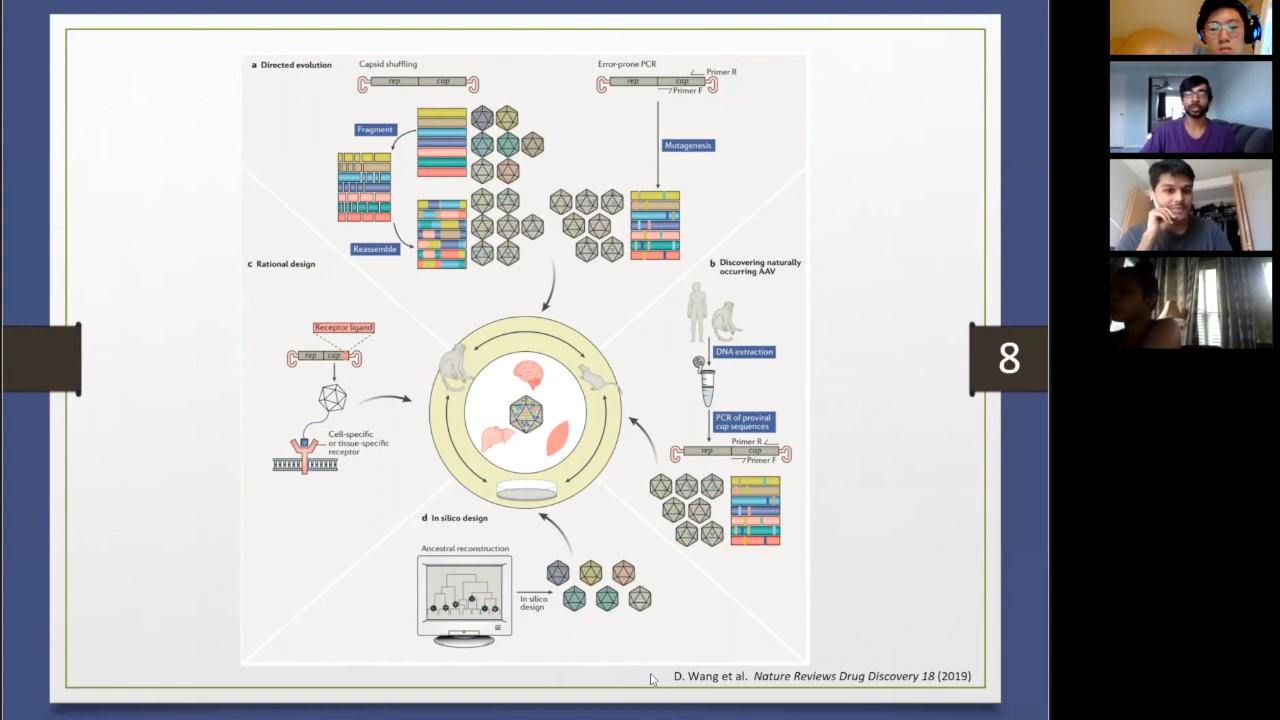 a Directed evolution
Capsid shuffling
rep cap
Fragment
Reassemble
Error-prone PCR
Primer R
rep cap
Primer F
Mutagenesis
c Rational design
Receptor ligand
rep cap
Cell-specific
or tissue-specific
receptor
b Discovering naturally
occurring AAV
DNA extraction
PCR of proviral
cap sequences
Primer R
rep cap
Primer F
d In silico design
Ancestral reconstruction
In silico
design
8
D. Wang et al. Nature Reviews Drug Discovery 18 (2019)